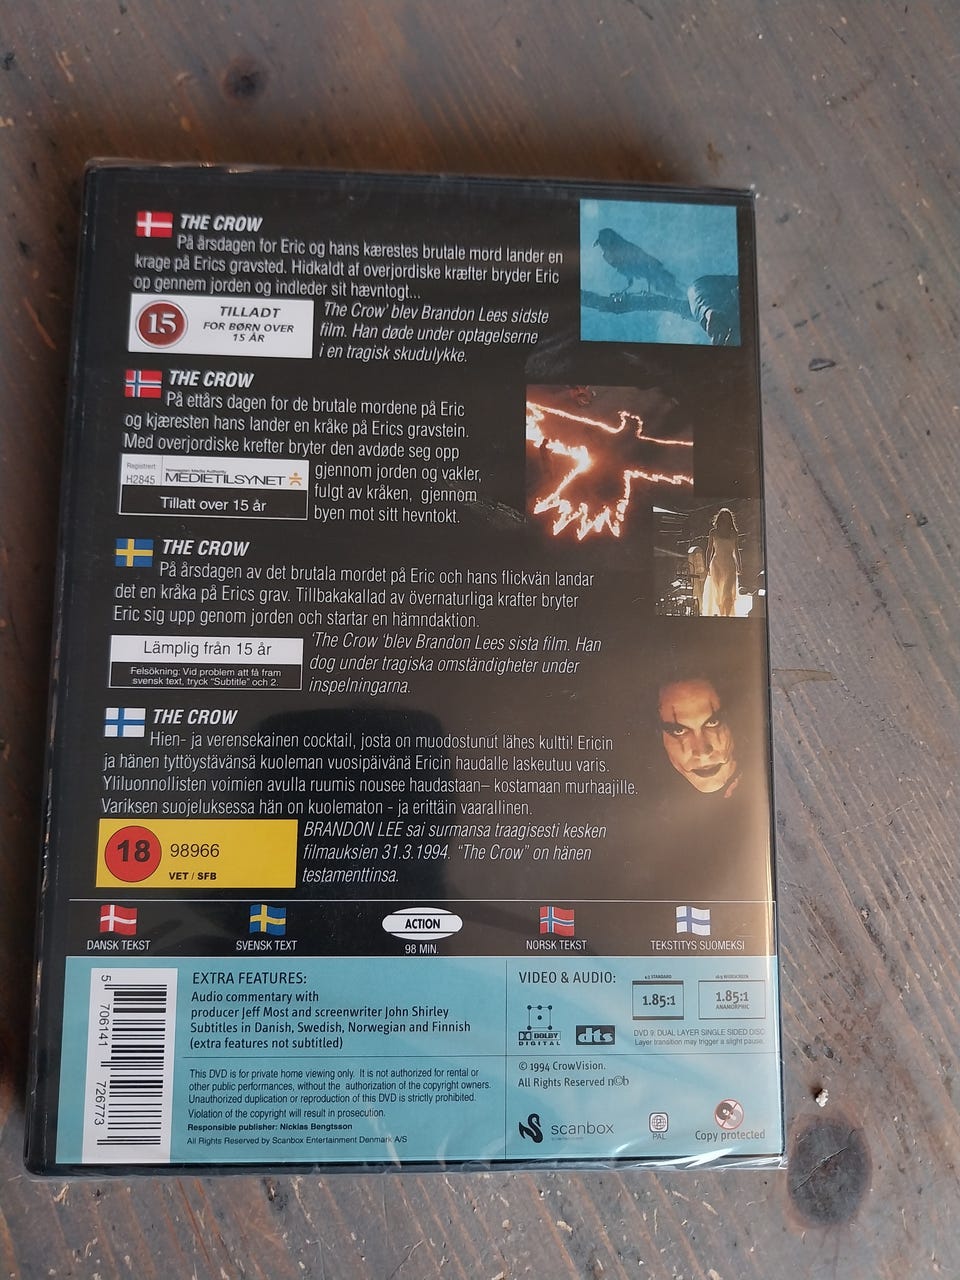 THE CROW
På årsdagen for Eric og hans kærestes brutale mord lander en
krage på Erics gravsted. Hidkaldt af overjordiske kræfter bryder Eric
op gennem jorden og indleder sit hævntogt...
15
TILLADT
FOR BØRN OVER
15 ÅR
'The Crow' blev Brandon Lees sidste
film. Han døde under optagelserne
i en tragisk skudulykke.
THE CROW
På ettårs dagen for de brutale mordene på Eric
og kjæresten hans lander en kråke på Erics gravstein.
Med overjordiske krefter bryter den avdøde seg opp
gjennom jorden og vakler,
fulgt av kråken, gjennom
byen mot sitt hevntokt.
Registrert
H2845
Norwegian Media Authority
MEDIETILSYNET
Tillatt over 15 år
THE CROW
På årsdagen av det brutala mordet på Eric och hans flickvän landar
det en kråka på Erics grav. Tillbakakallad av övernaturliga krafter bryter
Eric sig upp genom jorden och startar en hämndaktion.
Lämplig från 15 år
Felsökning: Vid problem att få fram
svensk text, tryck "Subtitle" och 2.
'The Crow 'blev Brandon Lees sista film. Han
dog under tragiska omständigheter under
inspelningarna.
THE CROW
Hien- ja verensekainen cocktail, josta on muodostunut lähes kultti! Ericin
ja hänen tyttöystävänsä kuoleman vuosipäivänä Ericin haudalle laskeutuu varis.
Yliluonnollisten voimien avulla ruumis nousee haudastaan– kostamaan murhaajille.
Variksen suojeluksessa hän on kuolematon - ja erittäin vaarallinen.
18
98966
VET / SFB
BRANDON LEE sai surmansa traagisesti kesken
filmauksien 31.3.1994. "The Crow" on hänen
testamenttinsa.
DANSK TEKST
SVENSK TEXT
ACTION
98 MIN.
NORSK TEKST
TEKSTITYS SUOMEKSI
5 706141 726773
EXTRA FEATURES:
Audio commentary with
producer Jeff Most and screenwriter John Shirley
Subtitles in Danish, Swedish, Norwegian and Finnish
(extra features not subtitled)
This DVD is for private home viewing only. It is not authorized for rental or
other public performances, without the authorization of the copyright owners.
Unauthorized duplication or reproduction of this DVD is strictly prohibited.
Violation of the copyright will result in prosecution.
Responsible publisher: Nicklas Bengtsson
All Rights Reserved by Scanbox Entertainment Denmark A/S
VIDEO & AUDIO:
4:3 STANDARD
1.85:1
16:9 WIDESCREEN
1.85:1
ANAMORPHIC
DOLBY
DIGITAL
dts
DVD 9: DUAL LAYER SINGLE SIDED DISC
Layer transition may trigger a slight pause.
© 1994 CrowVision.
All Rights Reserved n©b
scanbox
PAL
Copy protected